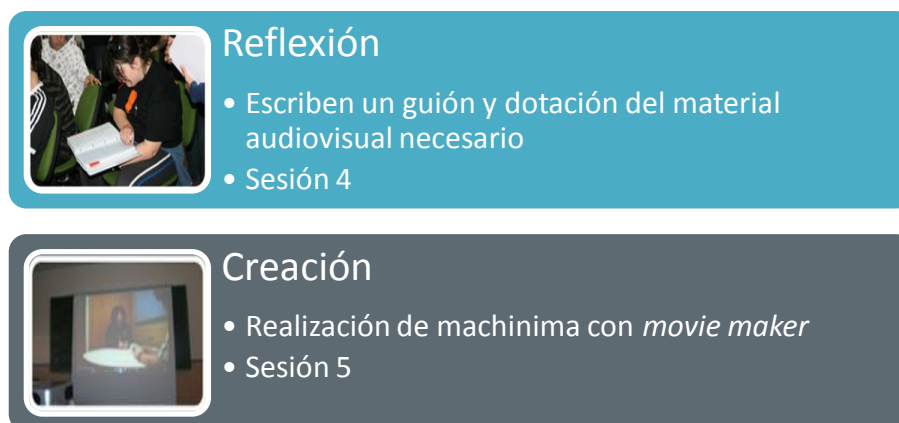 Reflexión
• Escriben un guión y dotación del material
audiovisual necesario
• Sesión 4
Creación
• Realización de machinima con movie maker
• Sesión 5